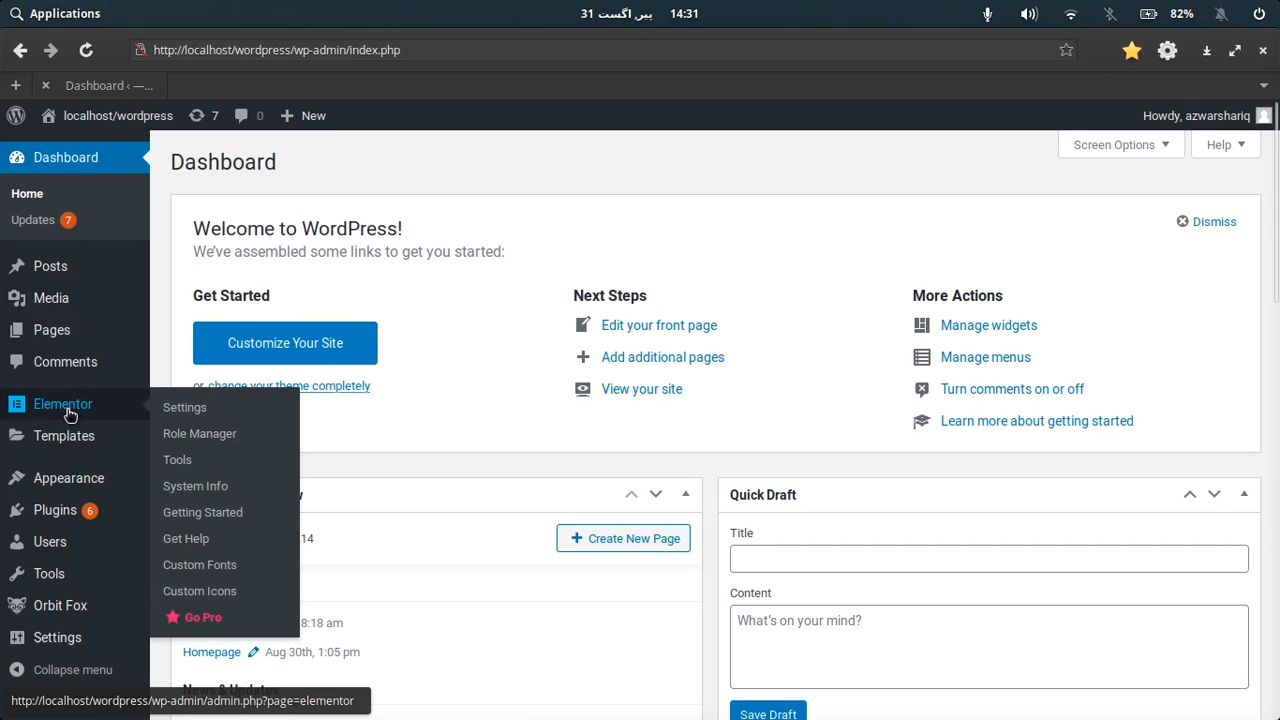 Applications
پیر, اگست 31 14:31
82%
http://localhost/wordpress/wp-admin/index.php
Dashboard ‹ —...
localhost/wordpress 7 0 New
Howdy, azwarshariq
Dashboard
Home
Updates 7
Posts
Media
Pages
Comments
Elementor
Templates
Appearance
Plugins 6
Users
Tools
Orbit Fox
Settings
Collapse menu
Settings
Role Manager
Tools
System Info
Getting Started
Get Help
Custom Fonts
Custom Icons
Go Pro
Dashboard
Screen Options
Help
Welcome to WordPress!
We've assembled some links to get you started:
Dismiss
Get Started
Customize Your Site
or change your theme completely
Next Steps
Edit your front page
Add additional pages
View your site
More Actions
Manage widgets
Manage menus
Turn comments on or off
Learn more about getting started
14
Create New Page
8:18 am
Homepage Aug 30th, 1:05 pm
News & Updates
Quick Draft
Title
Content
What's on your mind?
Save Draft
http://localhost/wordpress/wp-admin/admin.php?page=elementor